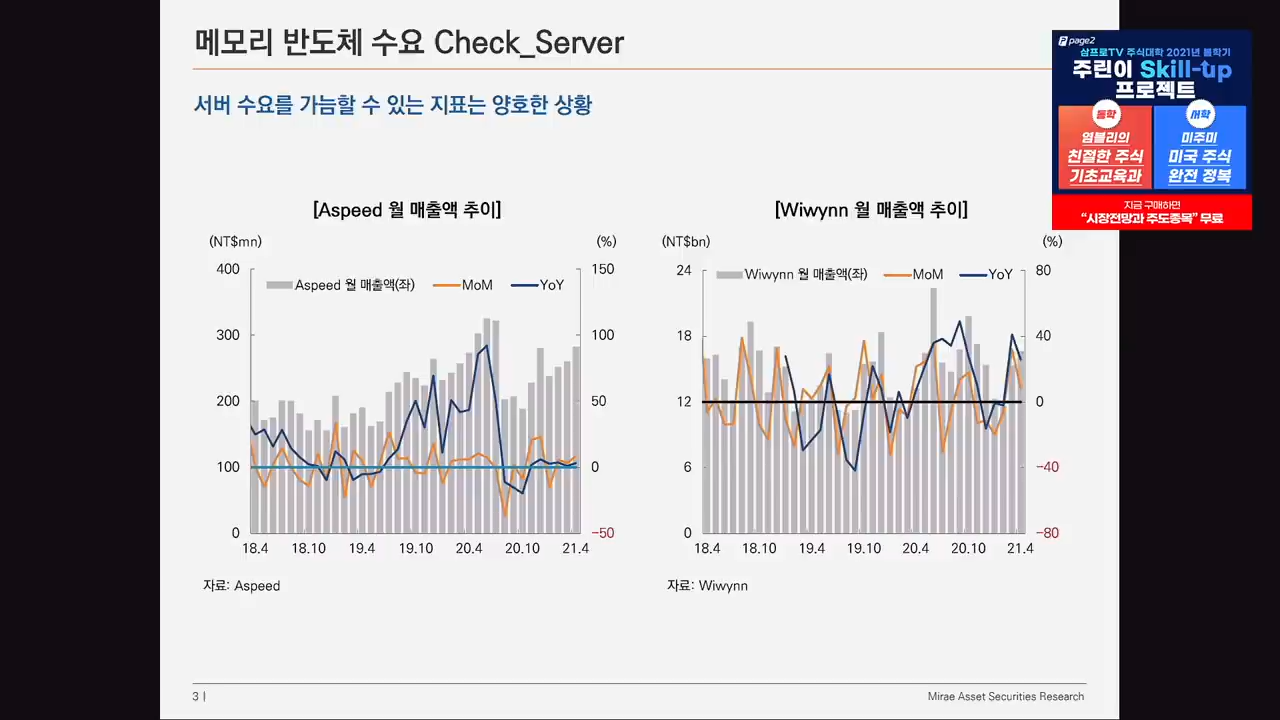 메모리 반도체 수요 Check_Server
서버 수요를 가늠할 수 있는 지표는 양호한 상황
[Aspeed 월 매출액 추이]
(NT$mn)
(%)
400
300
200
100
0
150
100
50
0
-50
Aspeed 월 매출액(좌)
MoM
YoY
18.4
18.10
19.4
19.10
20.4
20.10
21.4
자료: Aspeed
[Wiwynn 월 매출액 추이]
(NT$bn)
(%)
24
18
12
6
0
80
40
0
-40
-80
Wiwynn 월 매출액(좌)
MoM
YoY
18.4
18.10
19.4
19.10
20.4
20.10
21.4
자료: Wiwynn
3 |
Mirae Asset Securities Research
page2
삼프로TV 주식대학 2021년 봄학기
주린이 Skill-up
프로젝트
동학
염블리의
친절한 주식
기초교육과
서학
미주미
미국 주식
완전 정복
지금 구매하면
“시장전망과 주도종목” 무료